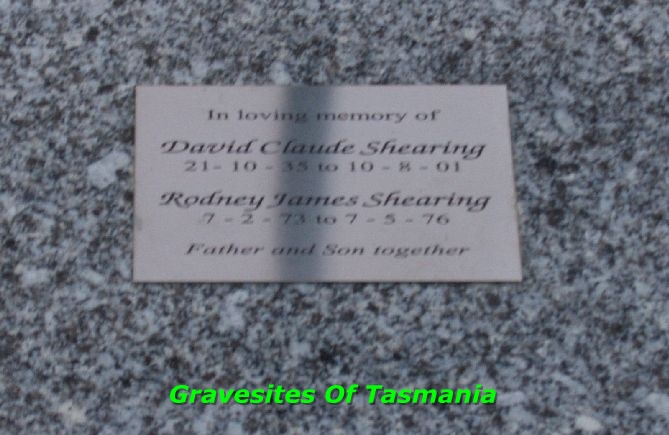 In loving memory of
David Claude Shearing
21- 10 - 35 to 10 - 8 - 01
Rodney James Shearing
7 - 2 - 73 to 7 - 5 - 76
Father and Son together
Gravesites Of Tasmania